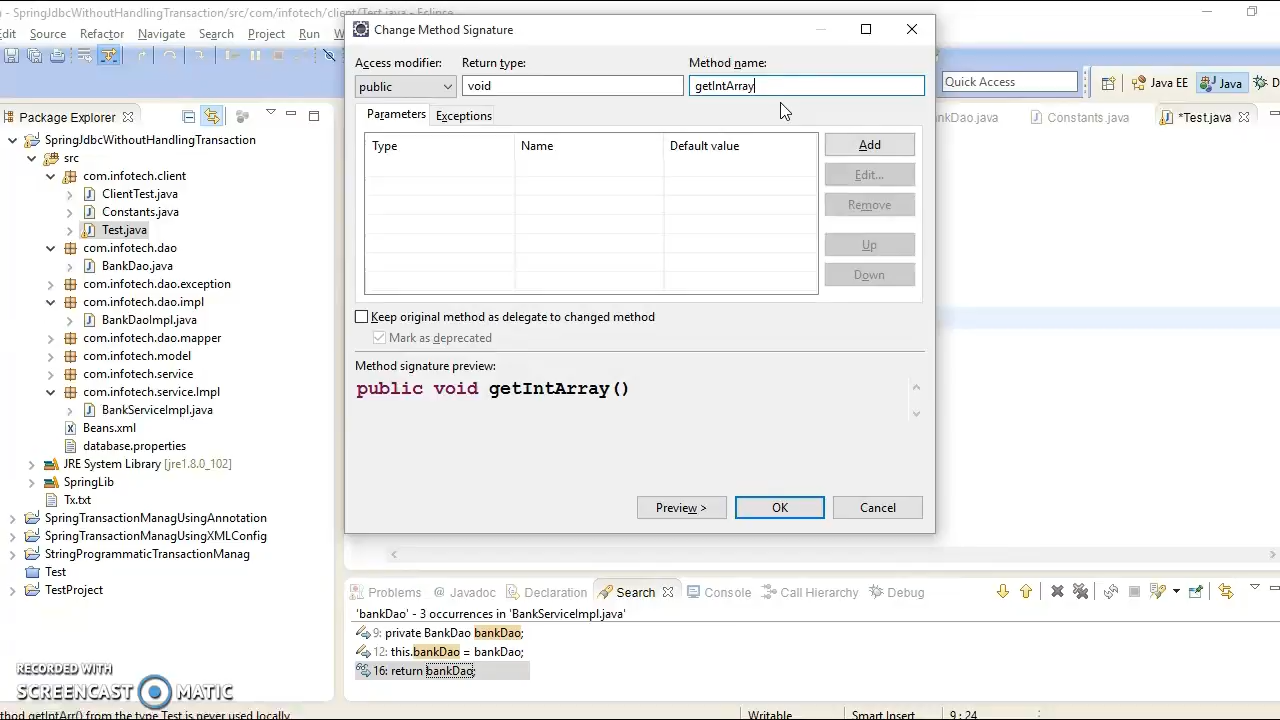 n - SpringJdbcWithoutHandlingTransaction/src/com/infotech/client/Test.java - Eclipse
Edit Source Refactor Navigate Search Project Run W
Change Method Signature
Access modifier: Return type: Method name:
public void getIntArray
Parameters Exceptions
Type Name Default value
Add
Edit...
Remove
Up
Down
Keep original method as delegate to changed method
Mark as deprecated
Method signature preview:
public void getIntArray()
Preview > OK Cancel
Quick Access
Java EE Java D
nkDao.java Constants.java *Test.java
Package Explorer
SpringJdbcWithoutHandlingTransaction
src
com.infotech.client
ClientTest.java
Constants.java
Test.java
com.infotech.dao
BankDao.java
com.infotech.dao.exception
com.infotech.dao.impl
BankDaoImpl.java
com.infotech.dao.mapper
com.infotech.model
com.infotech.service
com.infotech.service.Impl
BankServiceImpl.java
Beans.xml
database.properties
JRE System Library [jre1.8.0_102]
SpringLib
Tx.txt
SpringTransactionManagUsingAnnotation
SpringTransactionManagUsingXMLConfig
StringProgrammaticTransactionManag
Test
TestProject
Problems Javadoc Declaration Search Console Call Hierarchy Debug
'bankDao' - 3 occurrences in 'BankServiceImpl.java'
9: private BankDao bankDao;
12: this.bankDao = bankDao;
16: return bankDao;
RECORDED WITH
SCREENCAST MATIC
thod getIntArr() from the type Test is never used locally
Writable Smart Insert 9 : 24